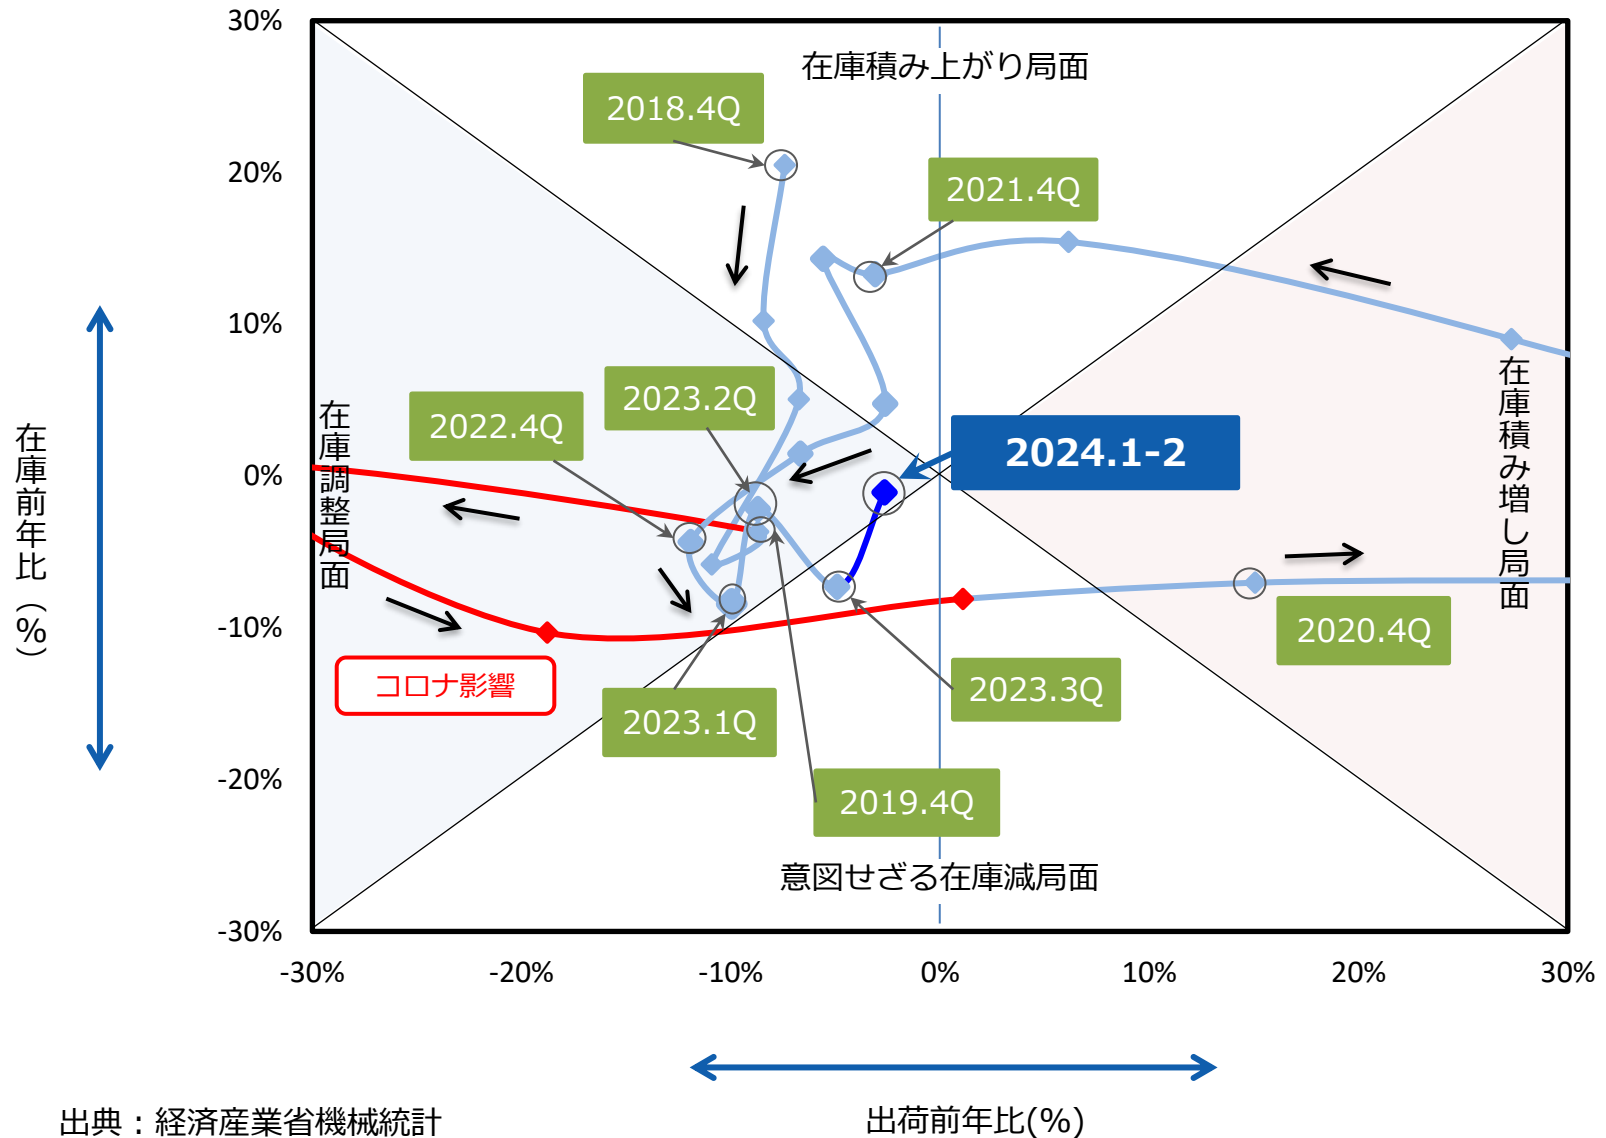 30%
在庫積み上がり局面
2018.4Q
20%
2021.4Q
10%
在庫前年比(%)
在庫調整局面
2022.4Q
2023.2Q
2024.1-2
在庫積み増し局面
0%
-10%
コロナ影響
2023.1Q
2023.3Q
2020.4Q
-20%
2019.4Q
意図せざる在庫減局面
-30%
-30%
-20%
-10%
0%
10%
20%
30%
出典：経済産業省機械統計
出荷前年比(%)